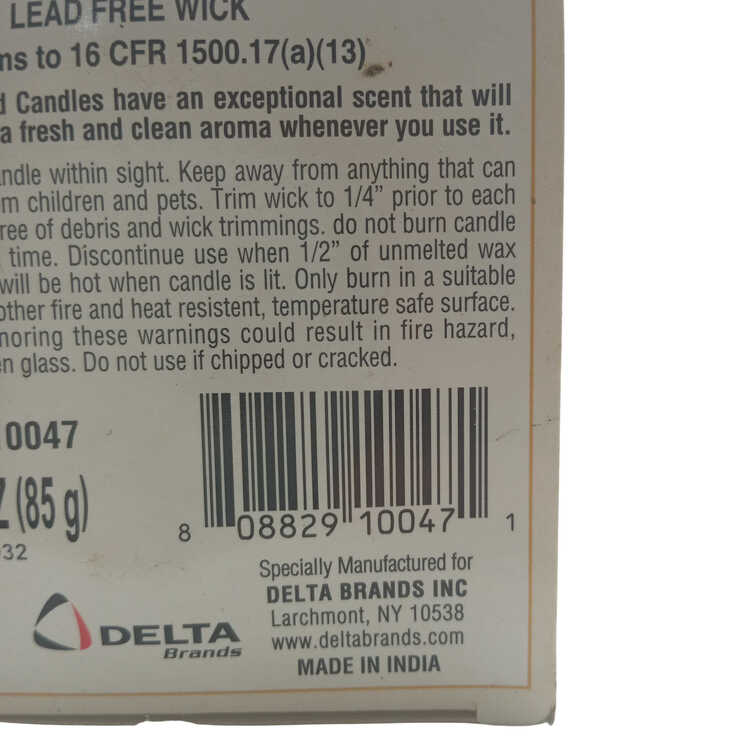 LEAD FREE WICK
ms to 16 CFR 1500.17(a)(13)
d Candles have an exceptional scent that will
a fresh and clean aroma whenever you use it.
andle within sight. Keep away from anything that can
m children and pets. Trim wick to 1/4” prior to each
ree of debris and wick trimmings. do not burn candle
time. Discontinue use when 1/2” of unmelted wax
will be hot when candle is lit. Only burn in a suitable
other fire and heat resistent, temperature safe surface.
noring these warnings could result in fire hazard,
en glass. Do not use if chipped or cracked.
10047
Z (85 g)
032
8 08829 10047 1
Specially Manufactured for
DELTA BRANDS INC
Larchmont, NY 10538
www.deltabrands.com
MADE IN INDIA
DELTA
Brands